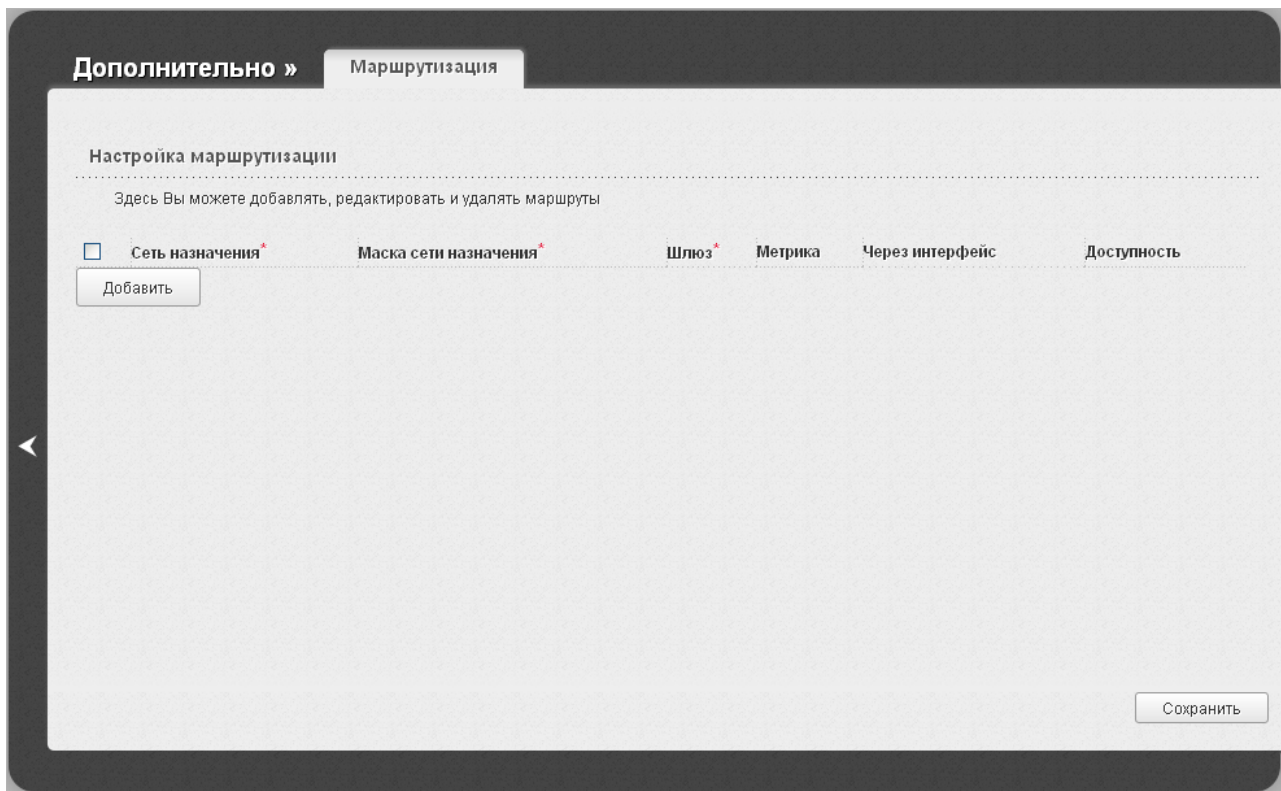 Дополнительно » Маршрутизация
Настройка маршрутизации
Здесь Вы можете добавлять, редактировать и удалять маршруты
Сеть назначения* Маска сети назначения* Шлюз* Метрика Через интерфейс Доступность
Добавить
Сохранить